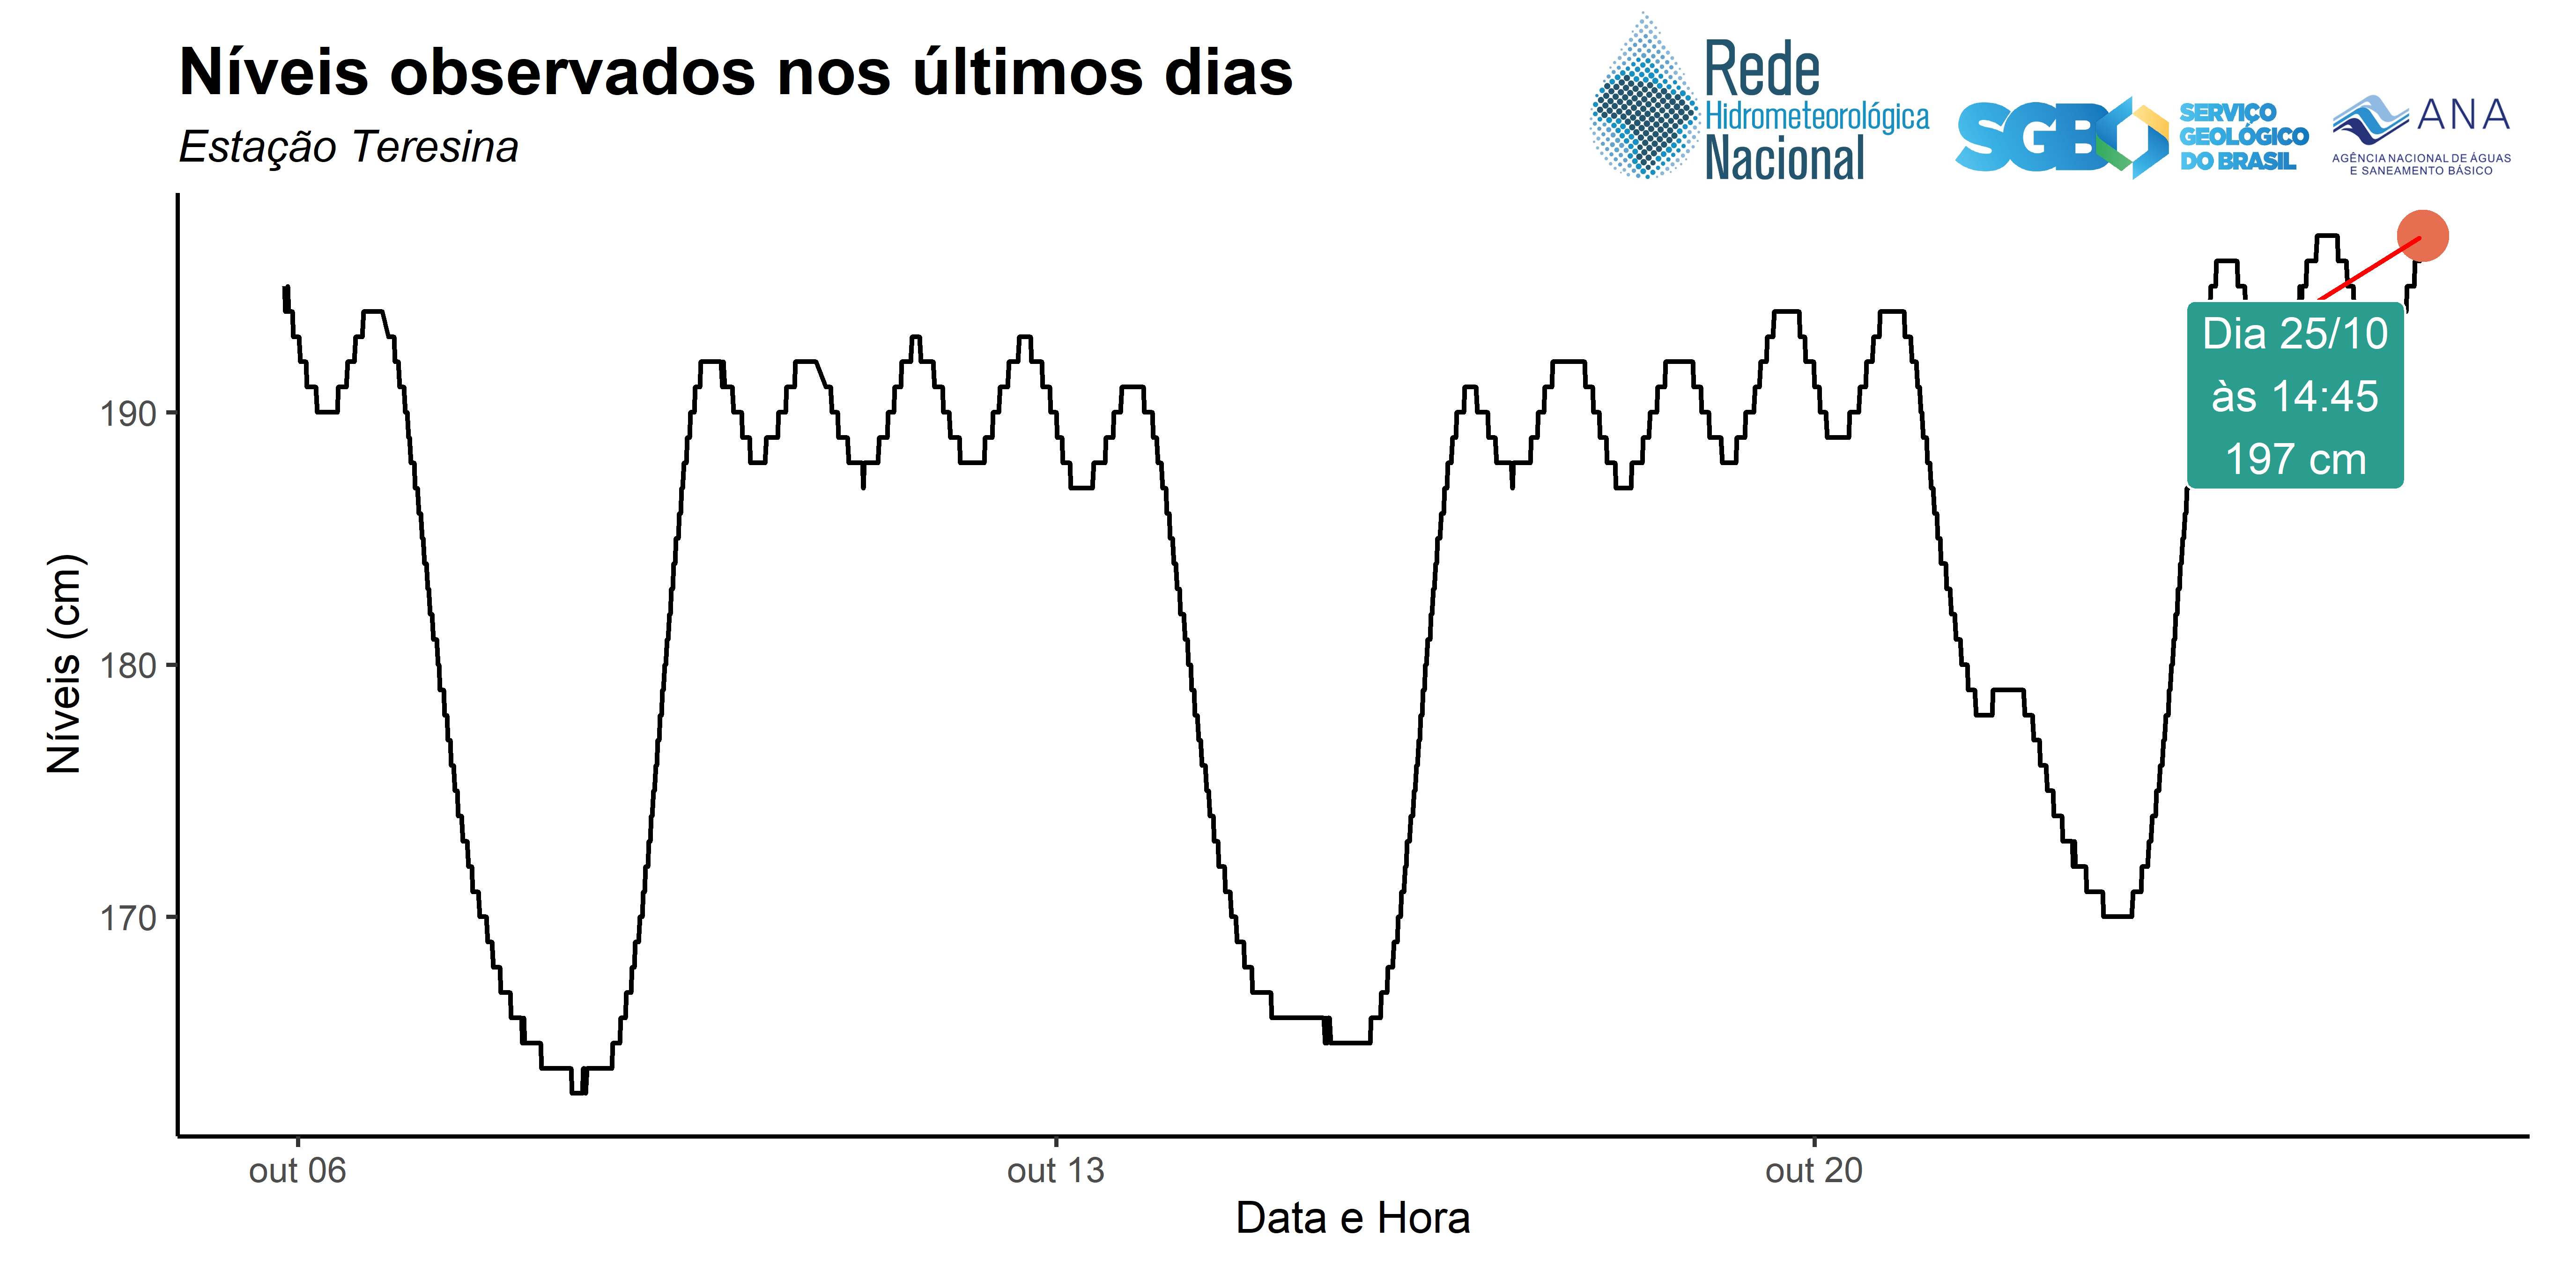 Níveis observados nos últimos dias
Estação Teresina
Rede
Hidrometeorológica
Nacional
SGB
SERVIÇO
GEOLÓGICO
DO BRASIL
ANA
AGÊNCIA NACIONAL DE ÁGUAS
E SANEAMENTO BÁSICO
Dia 25/10
às 14:45
197 cm
Níveis (cm)
190
180
170
out 06
out 13
out 20
Data e Hora